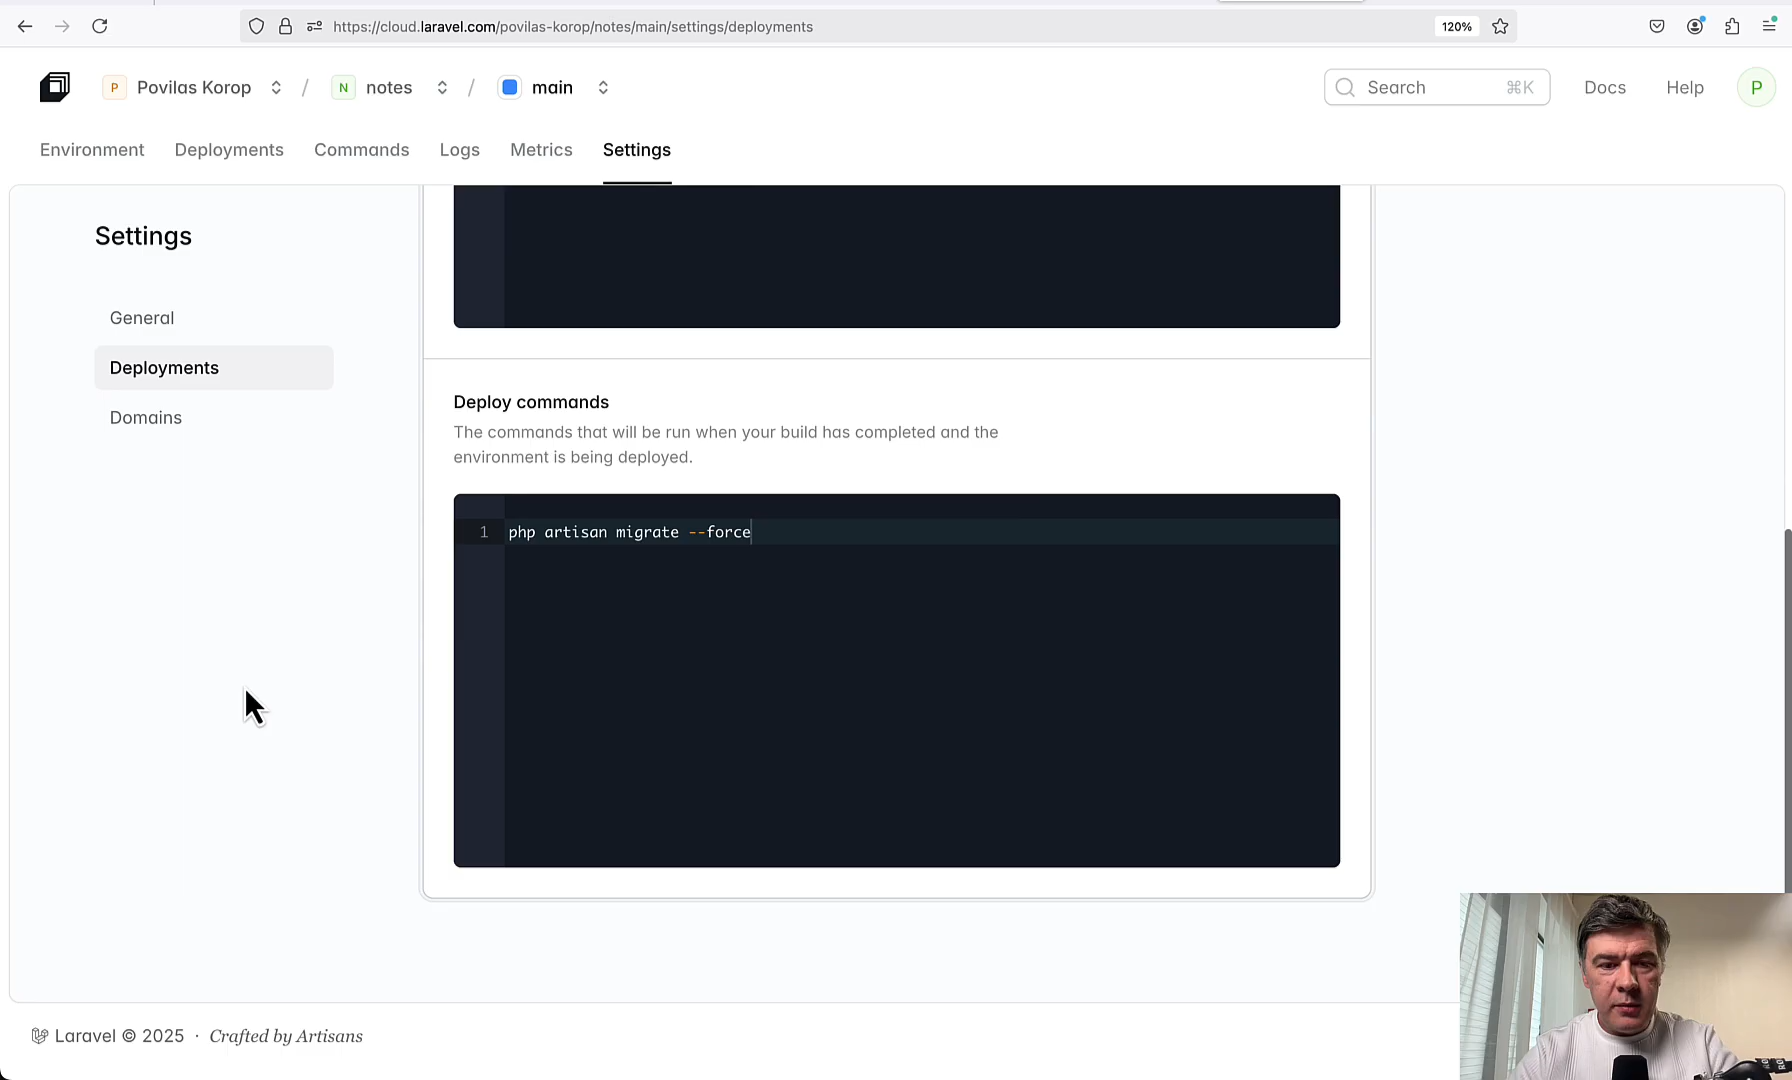 https://cloud.laravel.com/povilas-korop/notes/main/settings/deployments
120%
P Povilas Korop / N notes / main
Search ⌘K
Docs
Help
P
Environment
Deployments
Commands
Logs
Metrics
Settings
Settings
General
Deployments
Domains
Deploy commands
The commands that will be run when your build has completed and the
environment is being deployed.
1 php artisan migrate --force
Laravel © 2025 · Crafted by Artisans